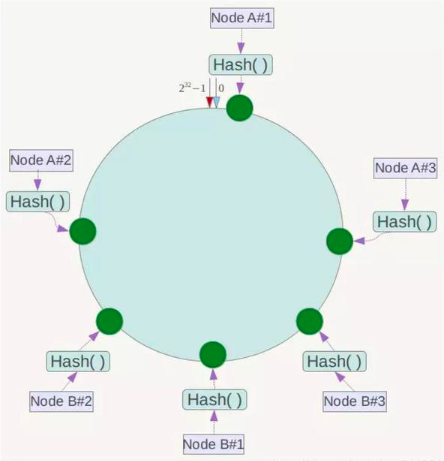 Node A#1
Hash( )
2³²−1
0
Node A#2
Hash( )
Node A#3
Hash( )
Hash( )
Node B#2
Hash( )
Node B#3
Hash( )
Node B#1